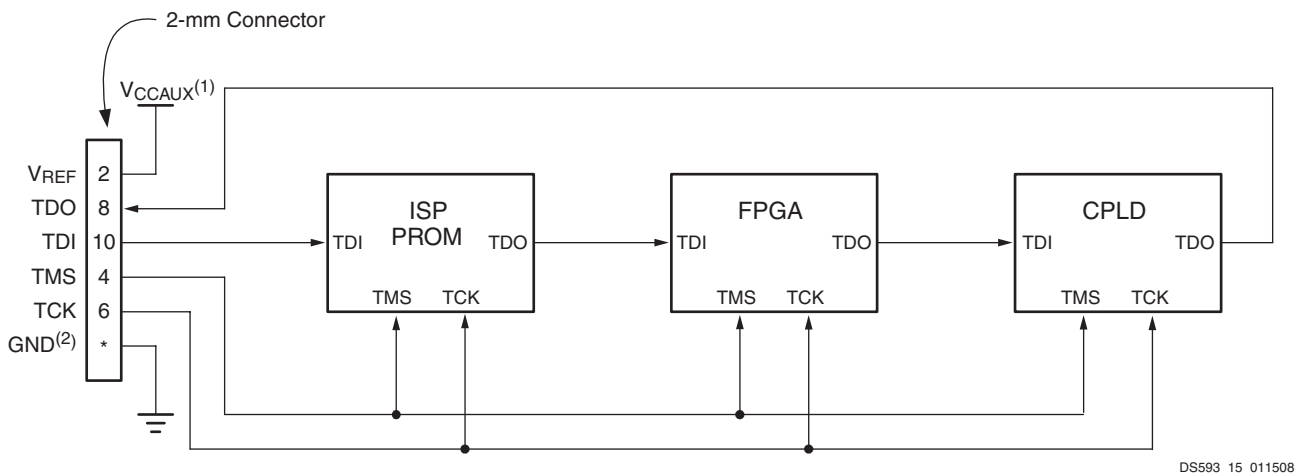 2-mm Connector
VCCAUX(1)
VREF 2
TDO 8
TDI 10
TMS 4
TCK 6
GND(2) *
ISP PROM
TDI TDO
TMS TCK
FPGA
TDI TDO
TMS TCK
CPLD
TDI TDO
TMS TCK
DS593_15_011508